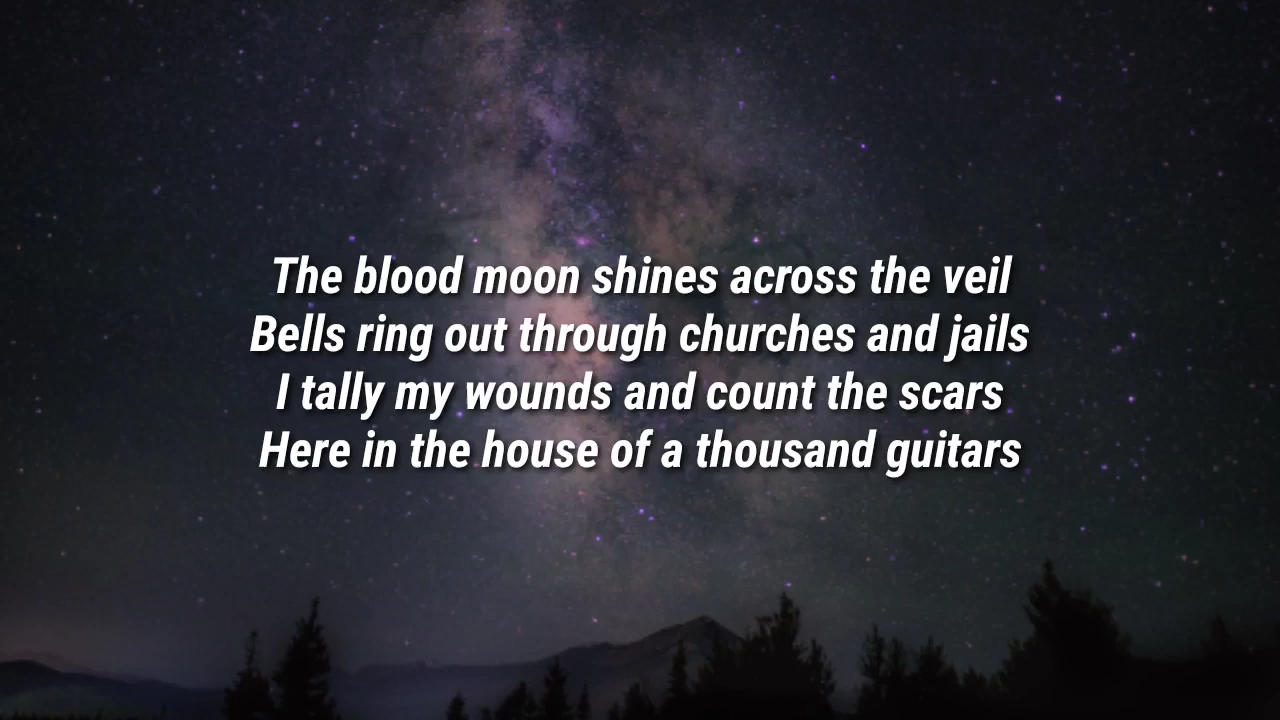 The blood moon shines across the veil
Bells ring out through churches and jails
I tally my wounds and count the scars
Here in the house of a thousand guitars